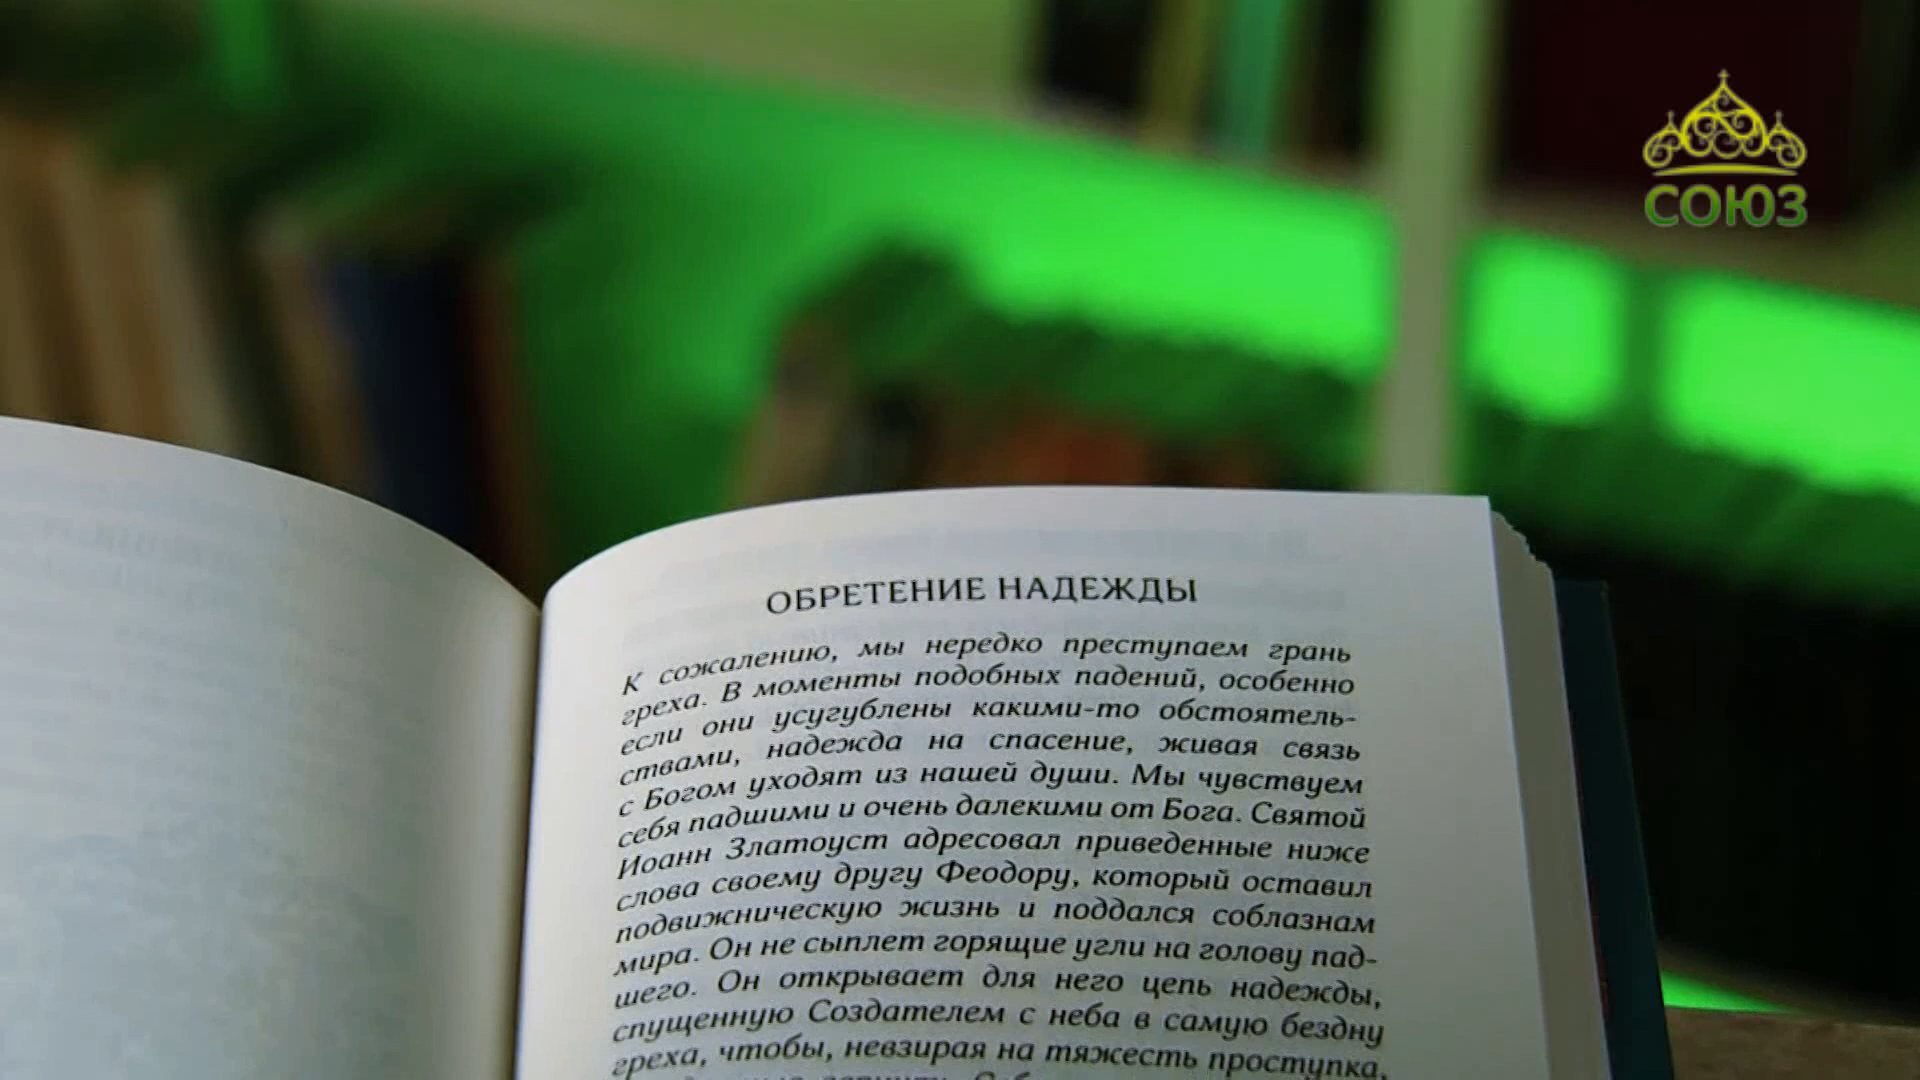 СОЮЗ
ОБРЕТЕНИЕ НАДЕЖДЫ
К сожалению, мы нередко преступаем грань
греха. В моменты подобных падений, особенно
если они усугублены какими-то обстоятель-
ствами, надежда на спасение, живая связь
с Богом уходят из нашей души. Мы чувствуем
себя падшими и очень далекими от Бога. Святой
Иоанн Златоуст адресовал приведенные ниже
слова своему другу Феодору, который оставил
подвижническую жизнь и поддался соблазнам
мира. Он не сыплет горящие угли на голову пад-
шего. Он открывает для него цепь надежды,
спущенную Создателем с неба в самую бездну
греха, чтобы, невзирая на тяжесть проступка,